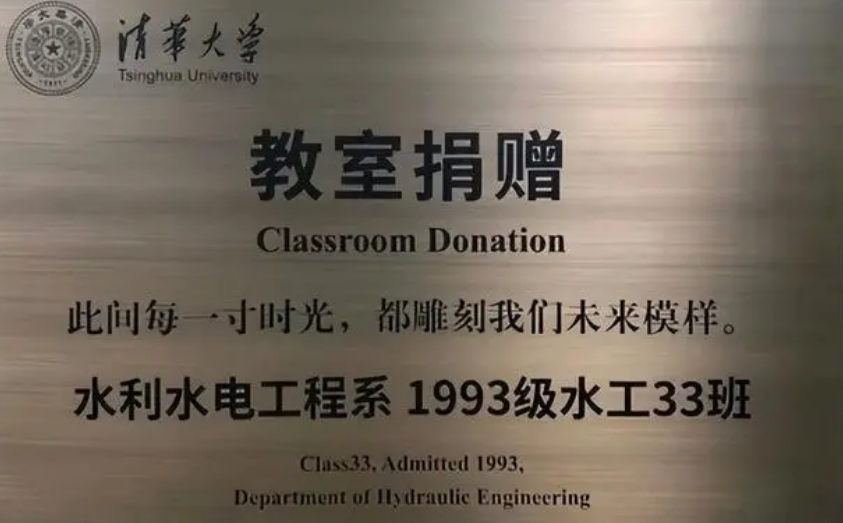 清華大学
Tsinghua University
教室捐赠
Classroom Donation
此间每一寸时光，都雕刻我们未来模样。
水利水电工程系 1993级水工33班
Class33, Admitted 1993,
Department of Hydraulic Engineering